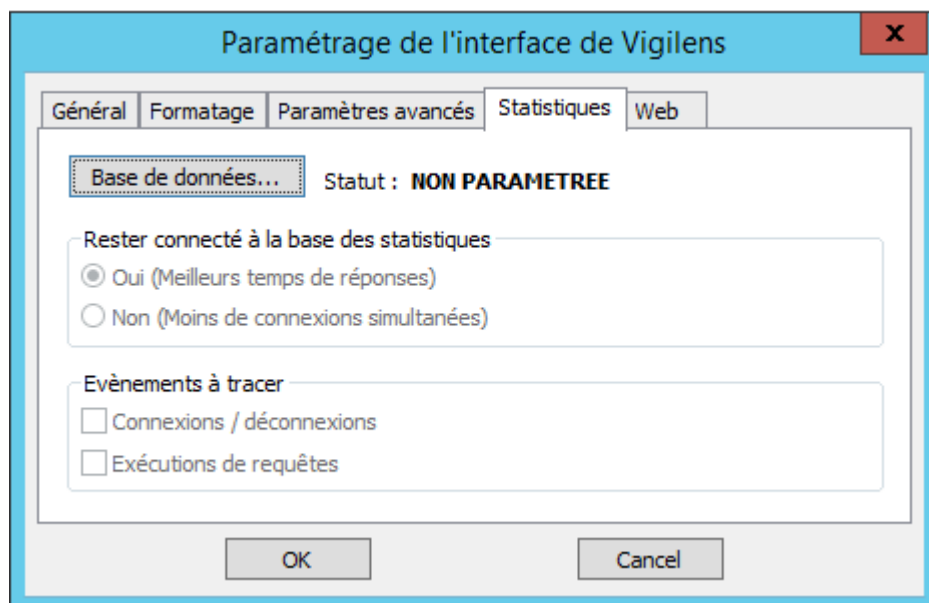 Paramétrage de l'interface de Vigilens
x
Général Formatage Paramètres avancés Statistiques Web
Base de données... Statut : NON PARAMETREE
Rester connecté à la base des statistiques
Oui (Meilleurs temps de réponses)
Non (Moins de connexions simultanées)
Evènements à tracer
Connexions / déconnexions
Exécutions de requêtes
OK Cancel